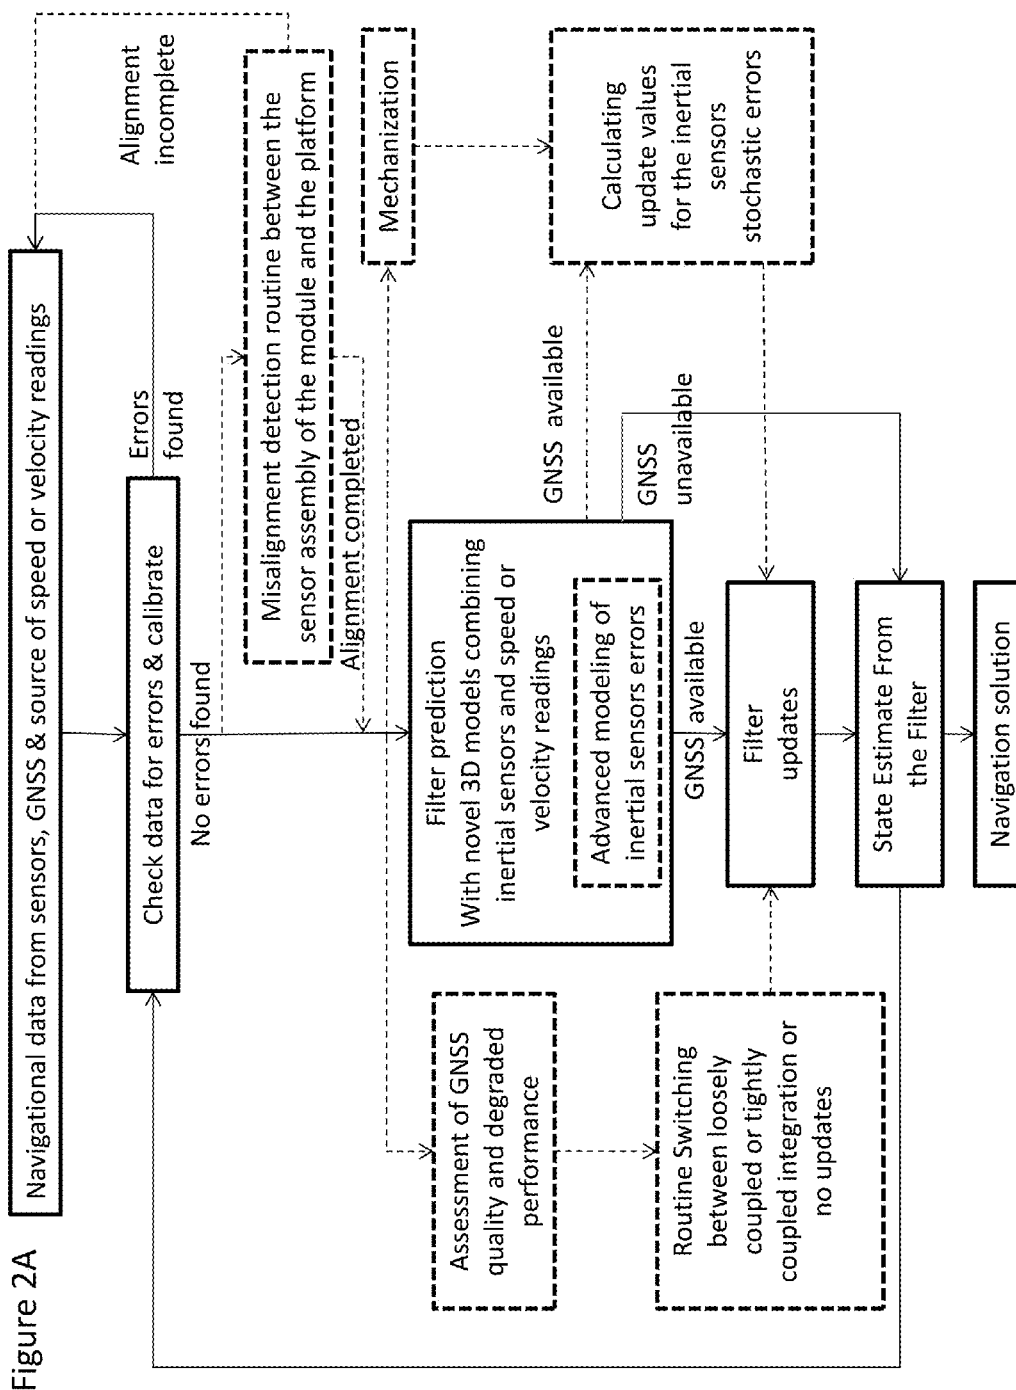 Figure 2A
Navigational data from sensors, GNSS & source of speed or velocity readings
Check data for errors & calibrate
Errors
found
Alignment
incomplete
No errors found
Misalignment detection routine between the
sensor assembly of the module and the platform
Alignment completed
Mechanization
Assessment of GNSS
quality and degraded
performance
Filter prediction
With novel 3D models combining
inertial sensors and speed or
velocity readings
Advanced modeling of
inertial sensors errors
GNSS available
GNSS
unavailable
Calculating
update values
for the inertial
sensors
stochastic errors
GNSS available
Routine Switching
between loosely
coupled or tightly
coupled integration or
no updates
Filter
updates
State Estimate From
the Filter
Navigation solution